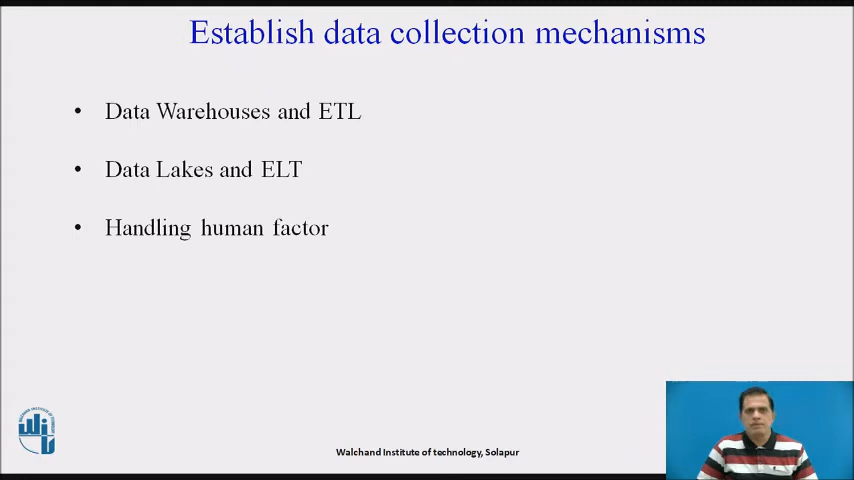 Establish data collection mechanisms
• Data Warehouses and ETL
• Data Lakes and ELT
• Handling human factor
Walchand Institute of technology, Solapur